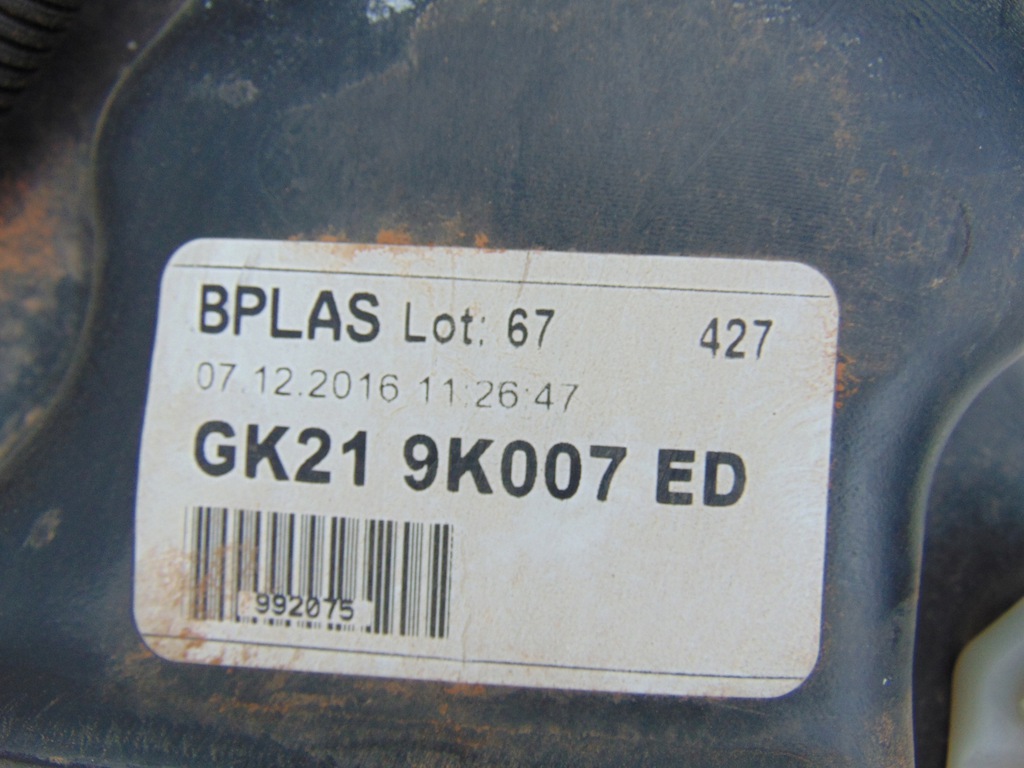 BPLAS Lot: 67 427
07.12.2016 11:26:47
GK21 9K007 ED
992075